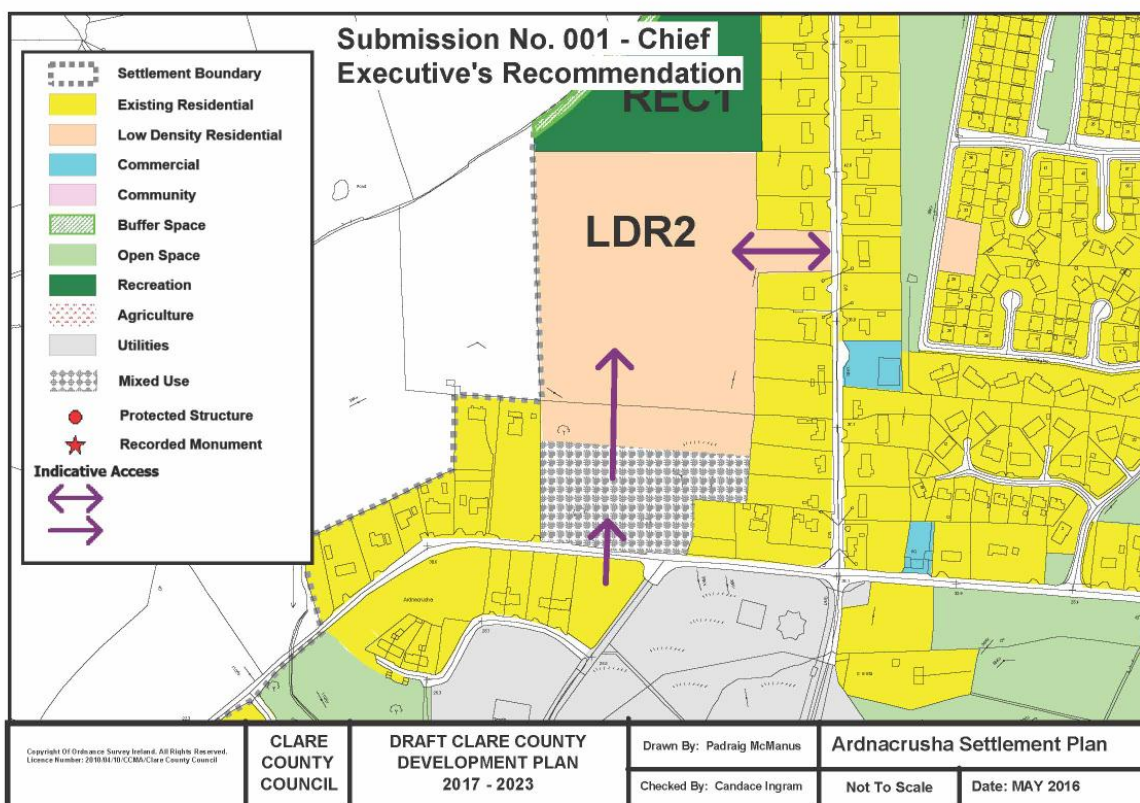 Submission No. 001 - Chief
Executive's Recommendation
Settlement Boundary
Existing Residential
Low Density Residential
Commercial
Community
Buffer Space
Open Space
Recreation
Agriculture
Utilities
Mixed Use
Protected Structure
Recorded Monument
Indicative Access
REC1
LDR2
Ardnacrusha
Copyright Of Ordnance Survey Ireland. All Rights Reserved.
CLARE
COUNTY
COUNCIL
DRAFT CLARE COUNTY
DEVELOPMENT PLAN
2017 - 2023
Drawn By: Padraig McManus
Checked By: Candace Ingram
Ardnacrusha Settlement Plan
Not To Scale
Date: MAY 2016